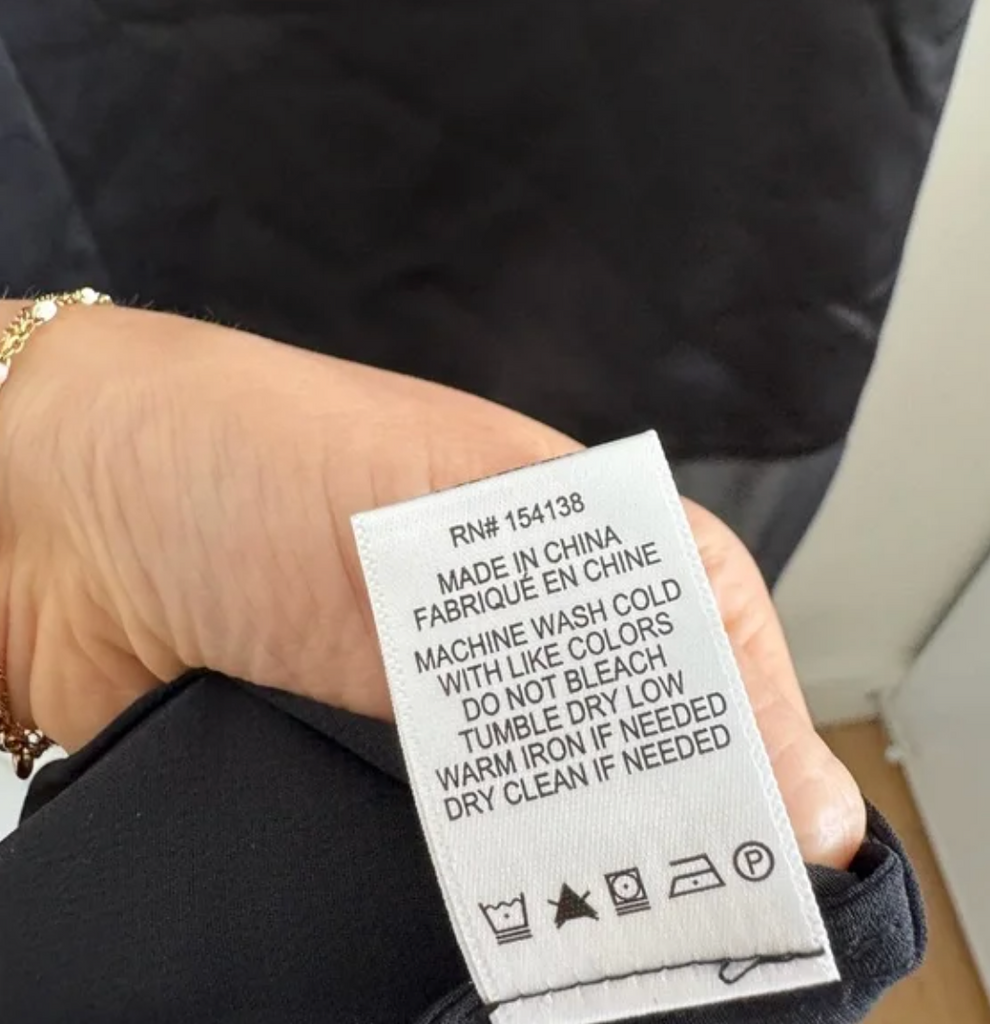 RN# 154138
MADE IN CHINA
FABRIQUÉ EN CHINE
MACHINE WASH COLD
WITH LIKE COLORS
DO NOT BLEACH
TUMBLE DRY LOW
WARM IRON IF NEEDED
DRY CLEAN IF NEEDED
P